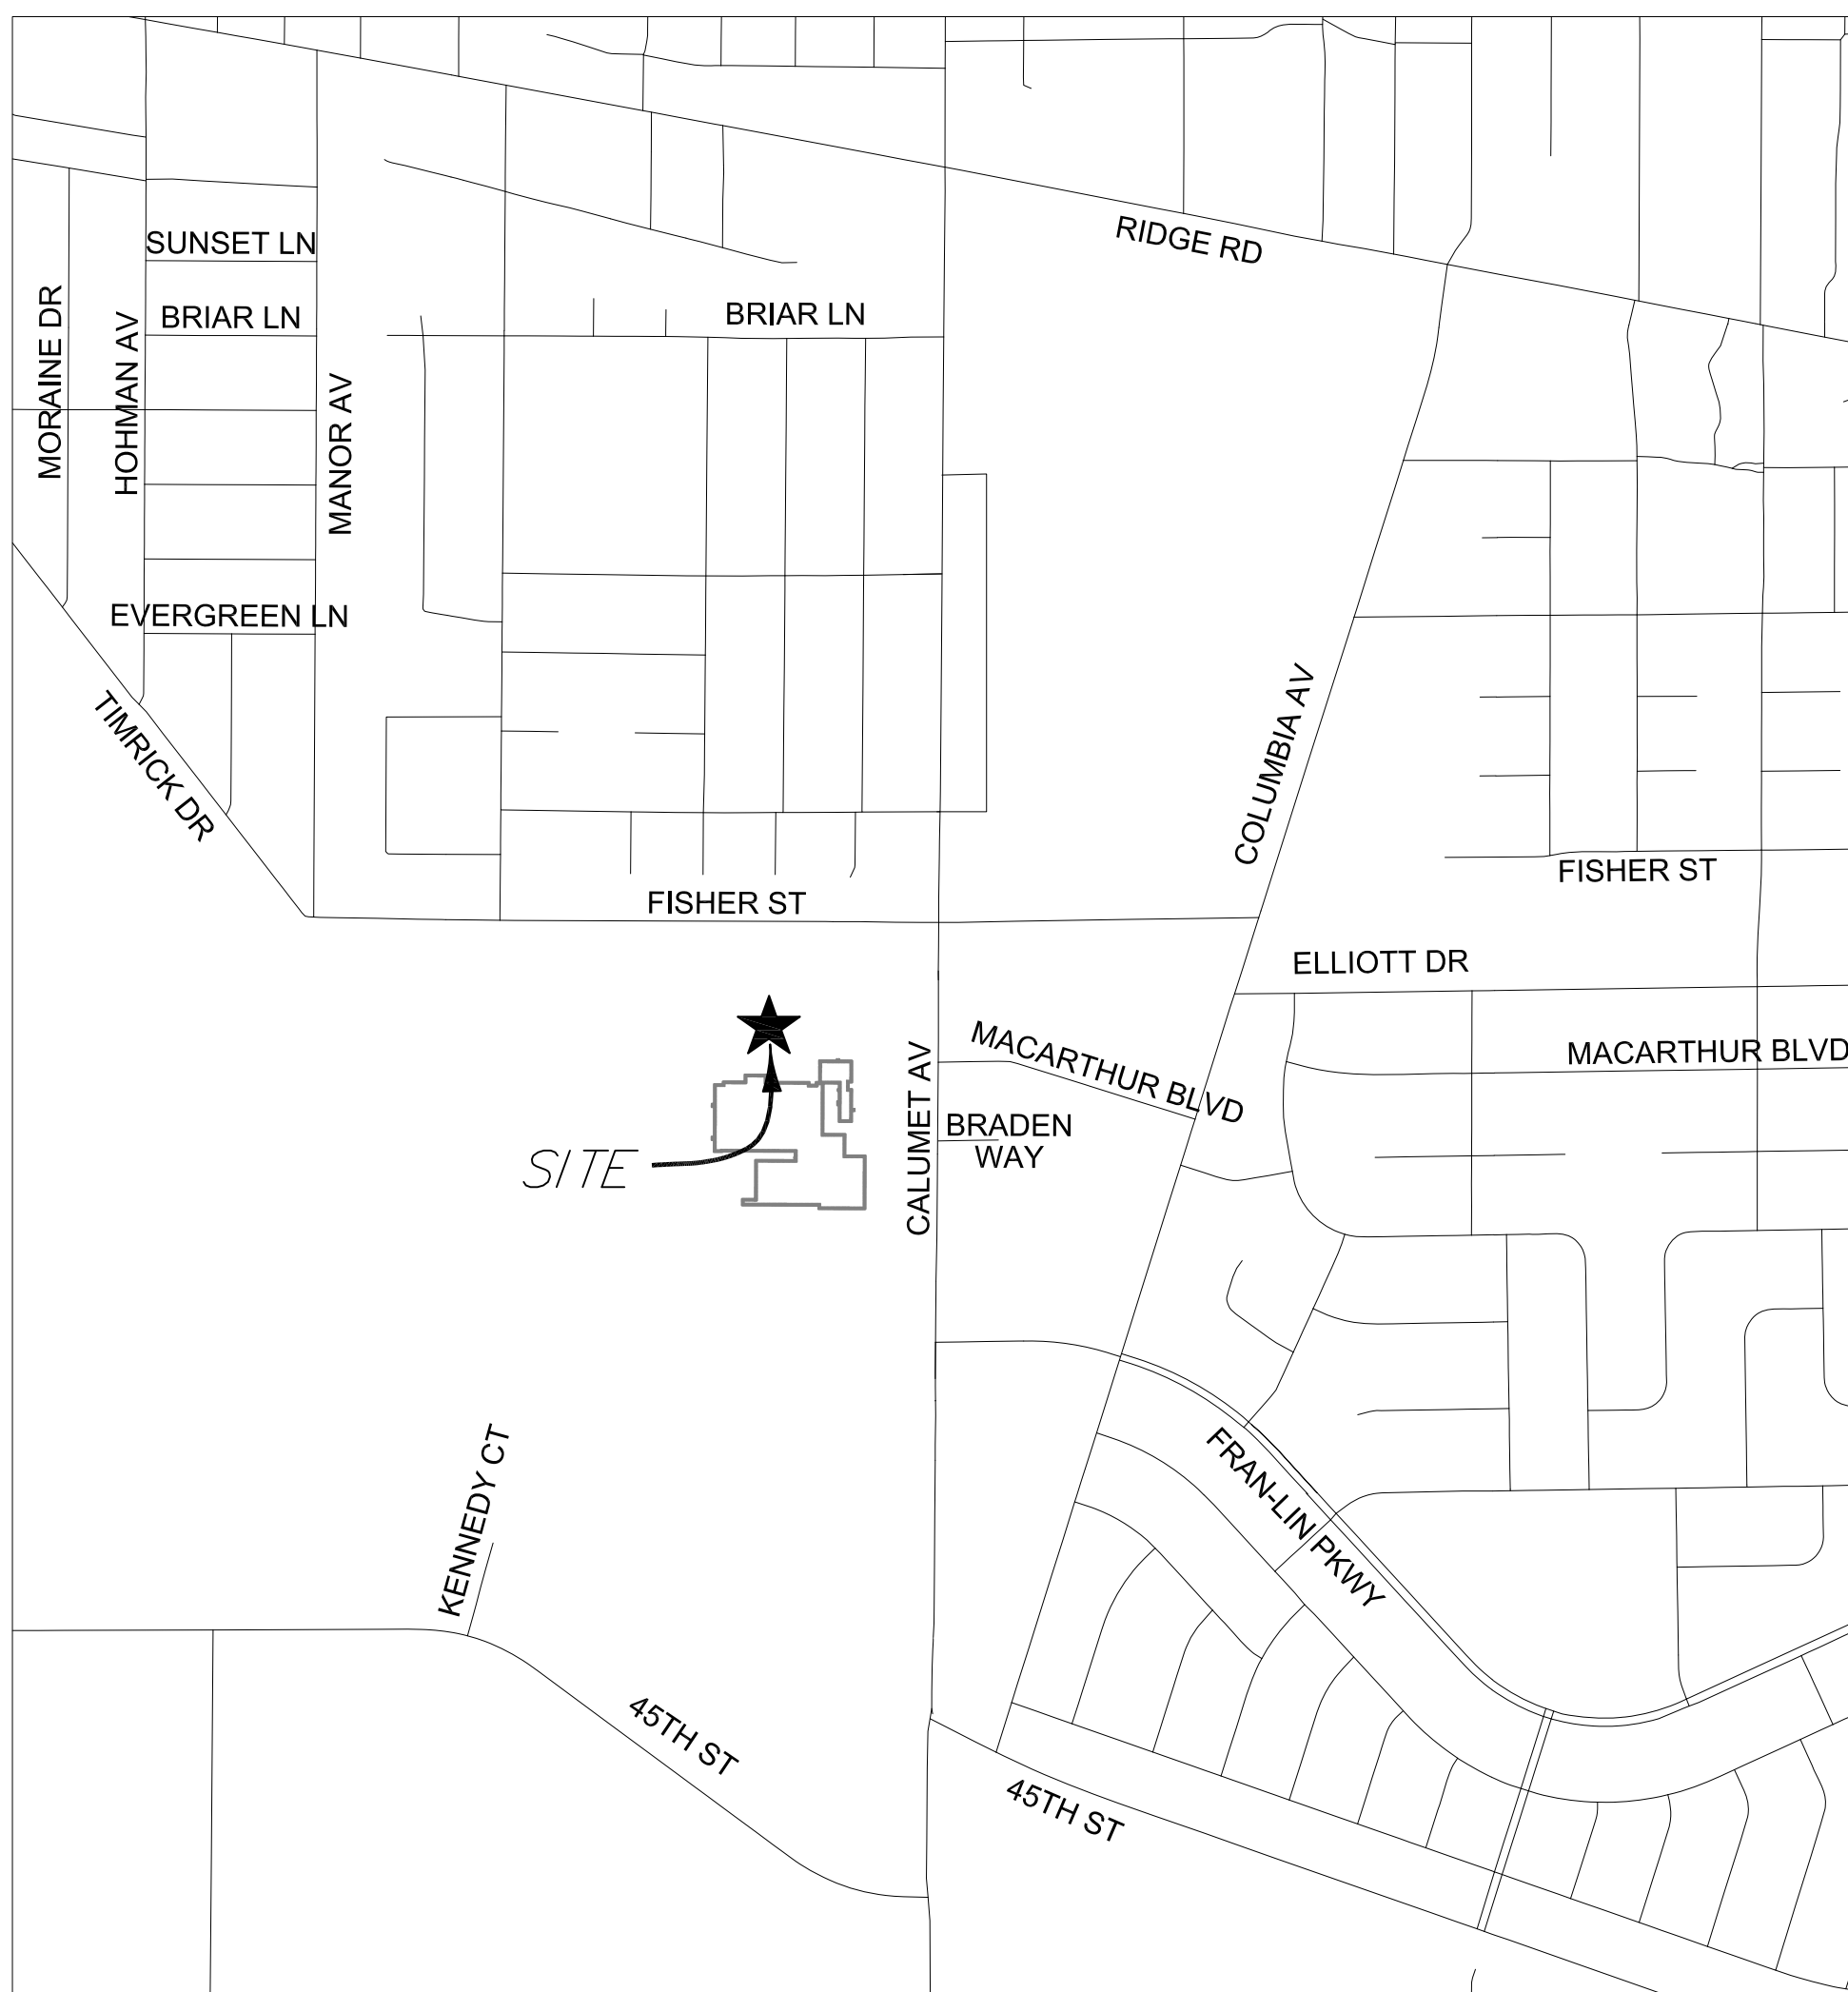 RIDGE RD
SUNSET LN
BRIAR LN
BRIAR LN
MORAINE DR
HOHMAN AV
MANOR AV
EVERGREEN LN
TIMRICK DR
COLUMBIA AV
FISHER ST
FISHER ST
ELLIOTT DR
MACARTHUR BLVD
MACARTHUR BLVD
CALUMET AV
BRADEN
WAY
SITE
FRAN-LIN PKWY
KENNEDY CT
45TH ST
45TH ST